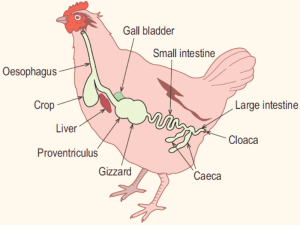 Gall bladder
Small intestine
Oesophagus
Large intestine
Crop
Liver
Cloaca
Proventriculus
Gizzard
Caeca